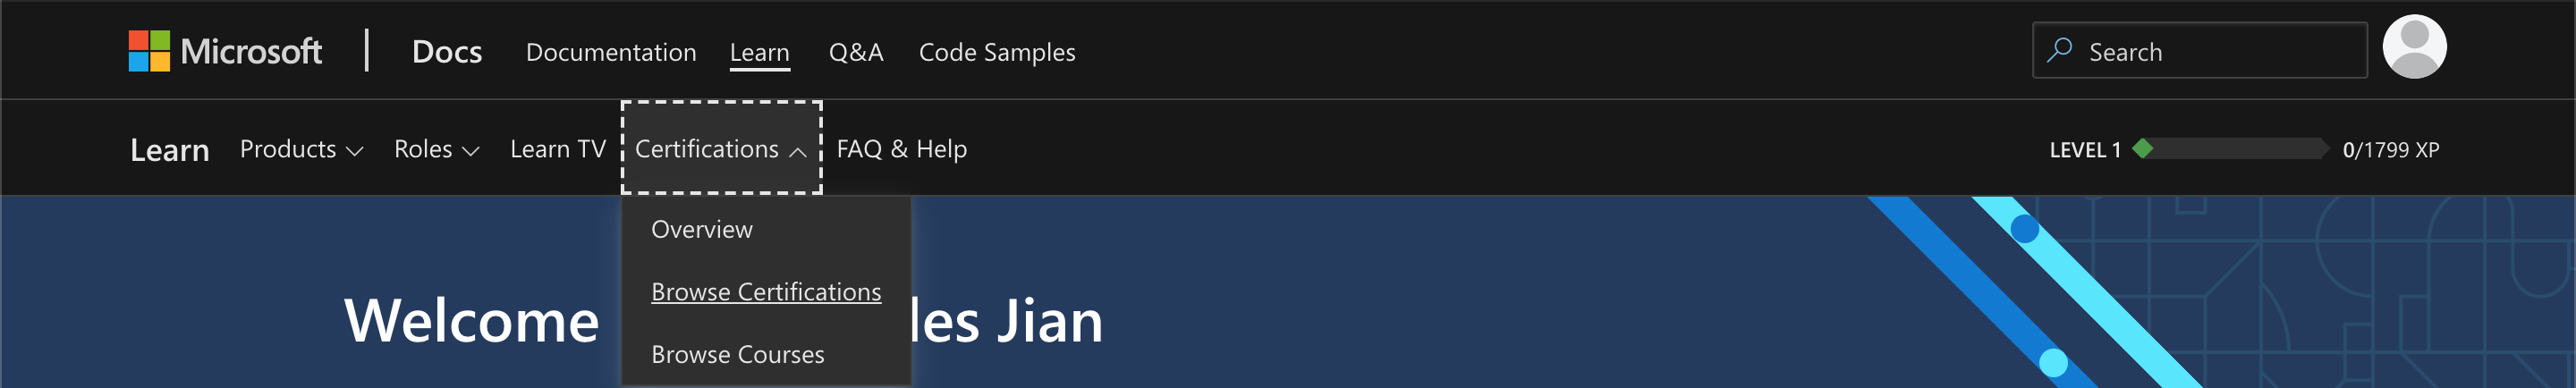 Microsoft Docs Documentation Learn Q&A Code Samples Search
Learn Products Roles Learn TV Certifications FAQ & Help LEVEL 1 0/1799 XP
Overview
Browse Certifications
Welcome les Jian
Browse Courses